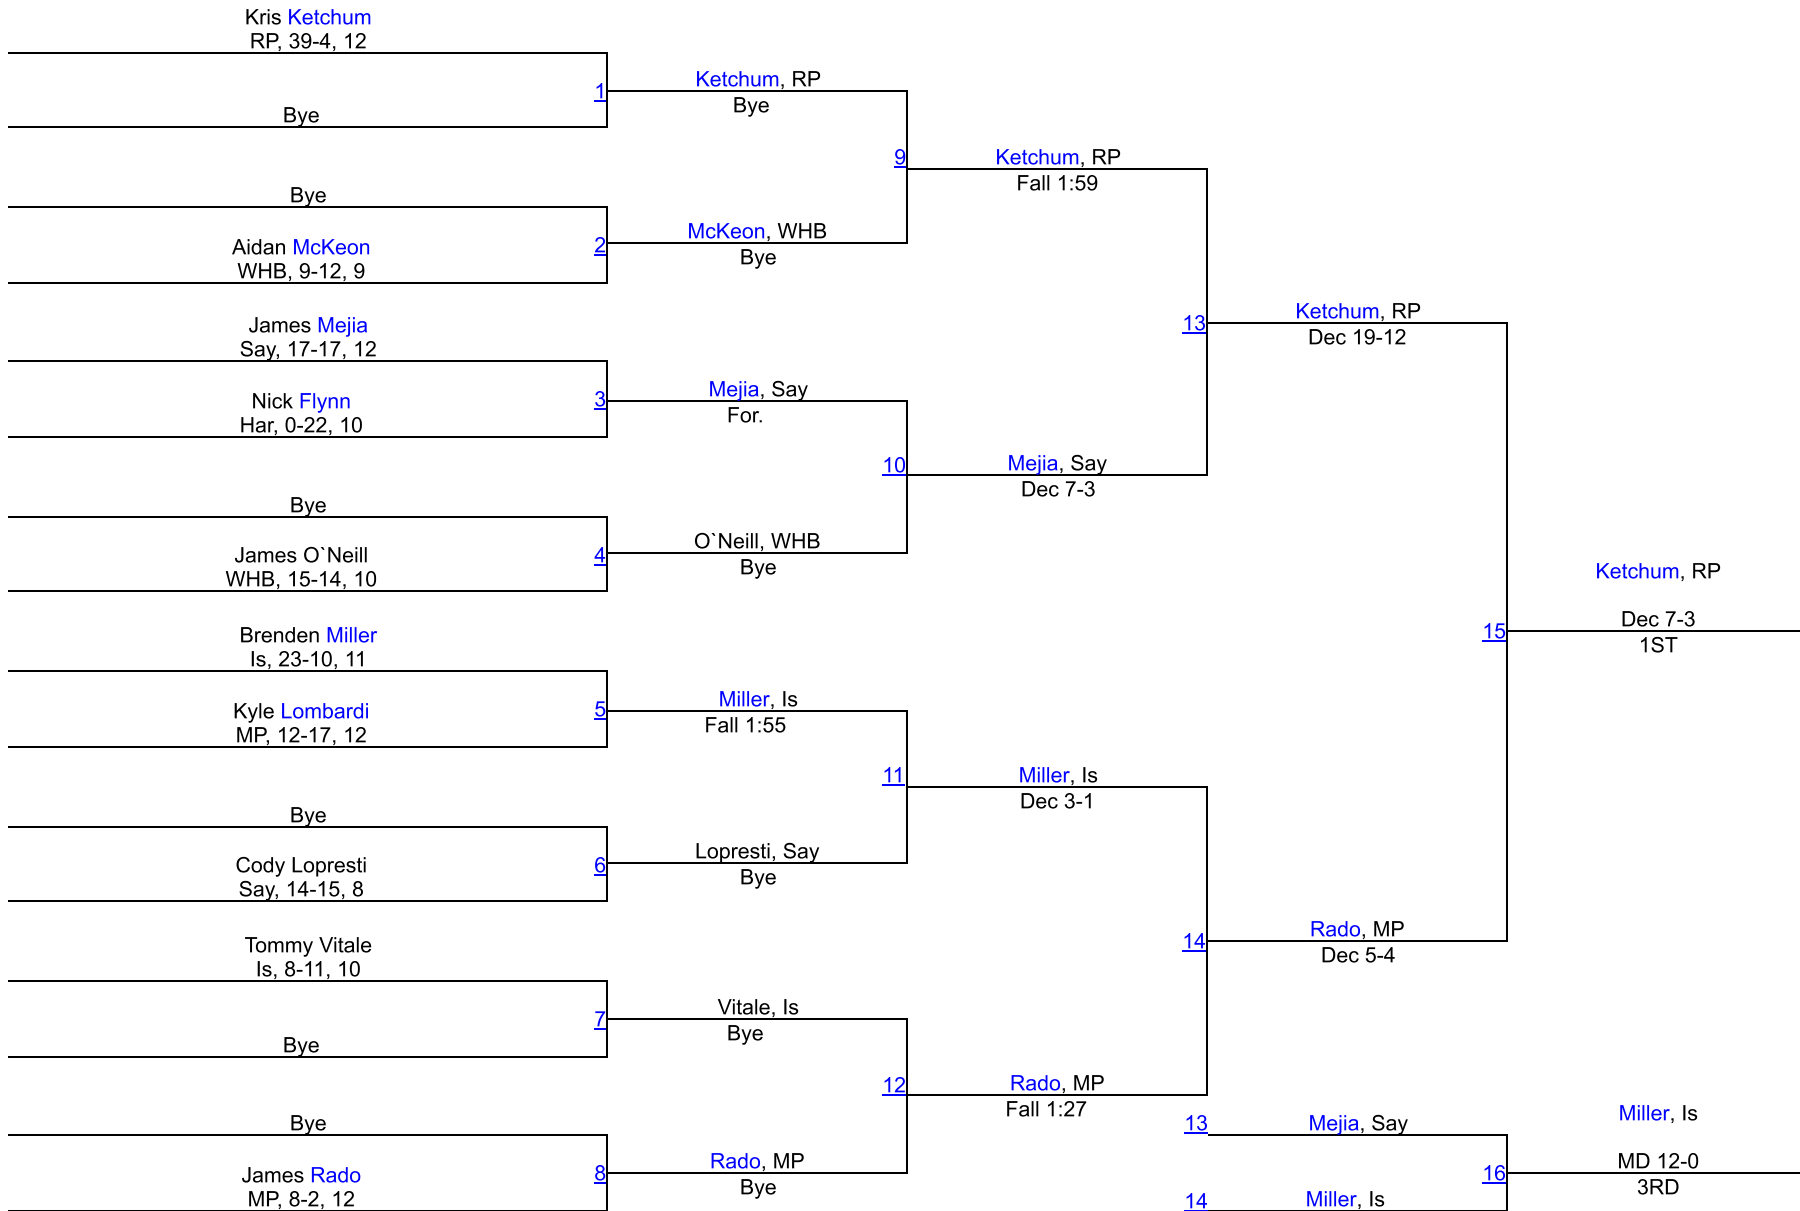 Kris Ketchum
RP, 39-4, 12
1
Bye
Ketchum, RP
Bye
9
Bye
2
Aidan McKeon
WHB, 9-12, 9
McKeon, WHB
Bye
Ketchum, RP
Fall 1:59
13
James Mejia
Say, 17-17, 12
3
Nick Flynn
Har, 0-22, 10
Mejia, Say
For.
10
Bye
4
James O`Neill
WHB, 15-14, 10
O`Neill, WHB
Bye
Mejia, Say
Dec 7-3
Ketchum, RP
Dec 19-12
15
Brenden Miller
Is, 23-10, 11
5
Kyle Lombardi
MP, 12-17, 12
Miller, Is
Fall 1:55
11
Bye
6
Cody Lopresti
Say, 14-15, 8
Lopresti, Say
Bye
Miller, Is
Dec 3-1
14
Tommy Vitale
Is, 8-11, 10
7
Bye
Vitale, Is
Bye
12
Bye
8
James Rado
MP, 8-2, 12
Rado, MP
Bye
Rado, MP
Fall 1:27
Rado, MP
Dec 5-4
Ketchum, RP
Dec 7-3
1ST
13
Mejia, Say
16
14
Miller, Is
Miller, Is
MD 12-0
3RD